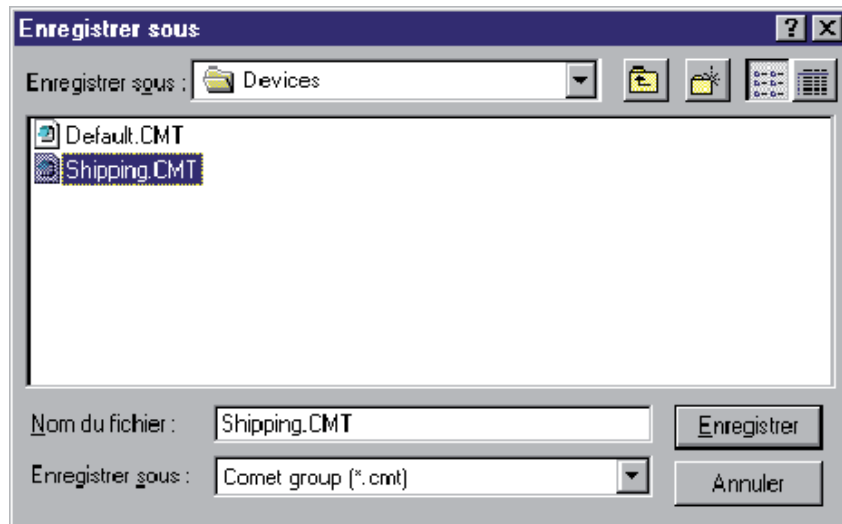 Enregistrer sous
Enregistrer sous : Devices
Default.CMT
Shipping.CMT
Nom du fichier : Shipping.CMT Enregistrer
Enregistrer sous : Comet group (*.cmt) Annuler